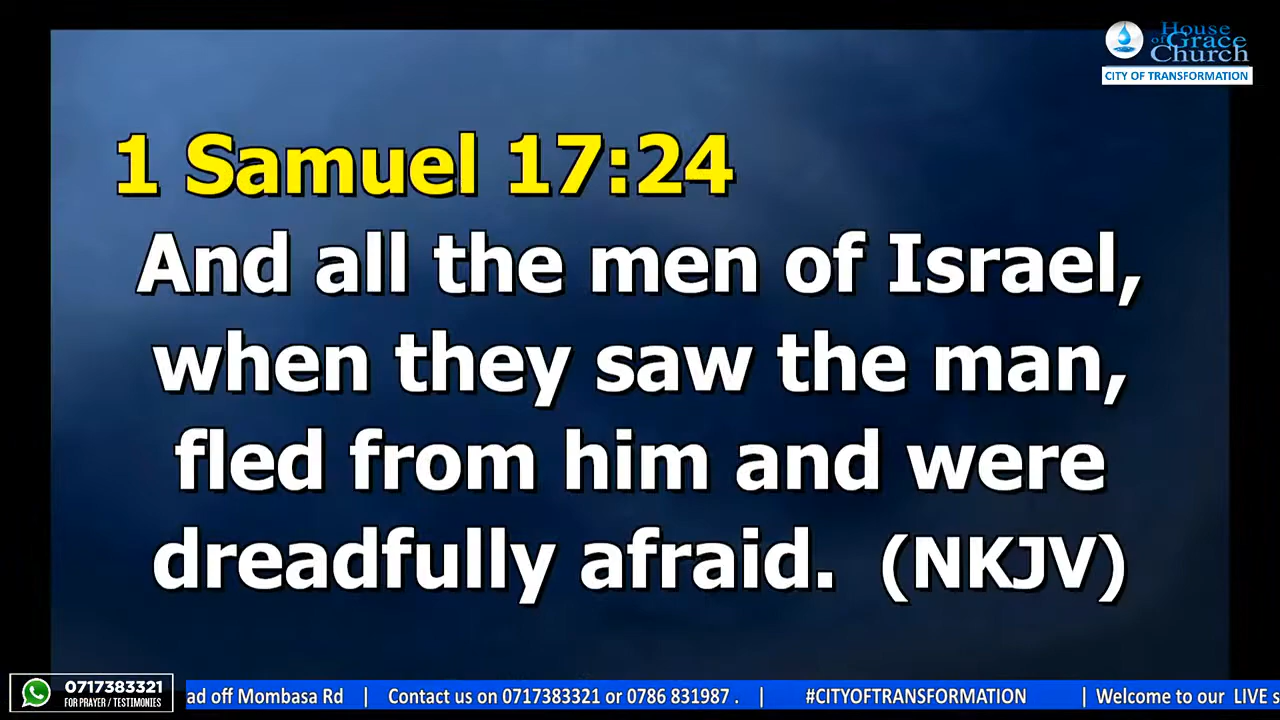 House
of Grace
Church
CITY OF TRANSFORMATION
1 Samuel 17:24
And all the men of Israel,
when they saw the man,
fled from him and were
dreadfully afraid. (NKJV)
0717383321
FOR PRAYER / TESTIMONIES
ad off Mombasa Rd | Contact us on 0717383321 or 0786 831987 . | #CITYOFTRANSFORMATION | Welcome to our LIVE s